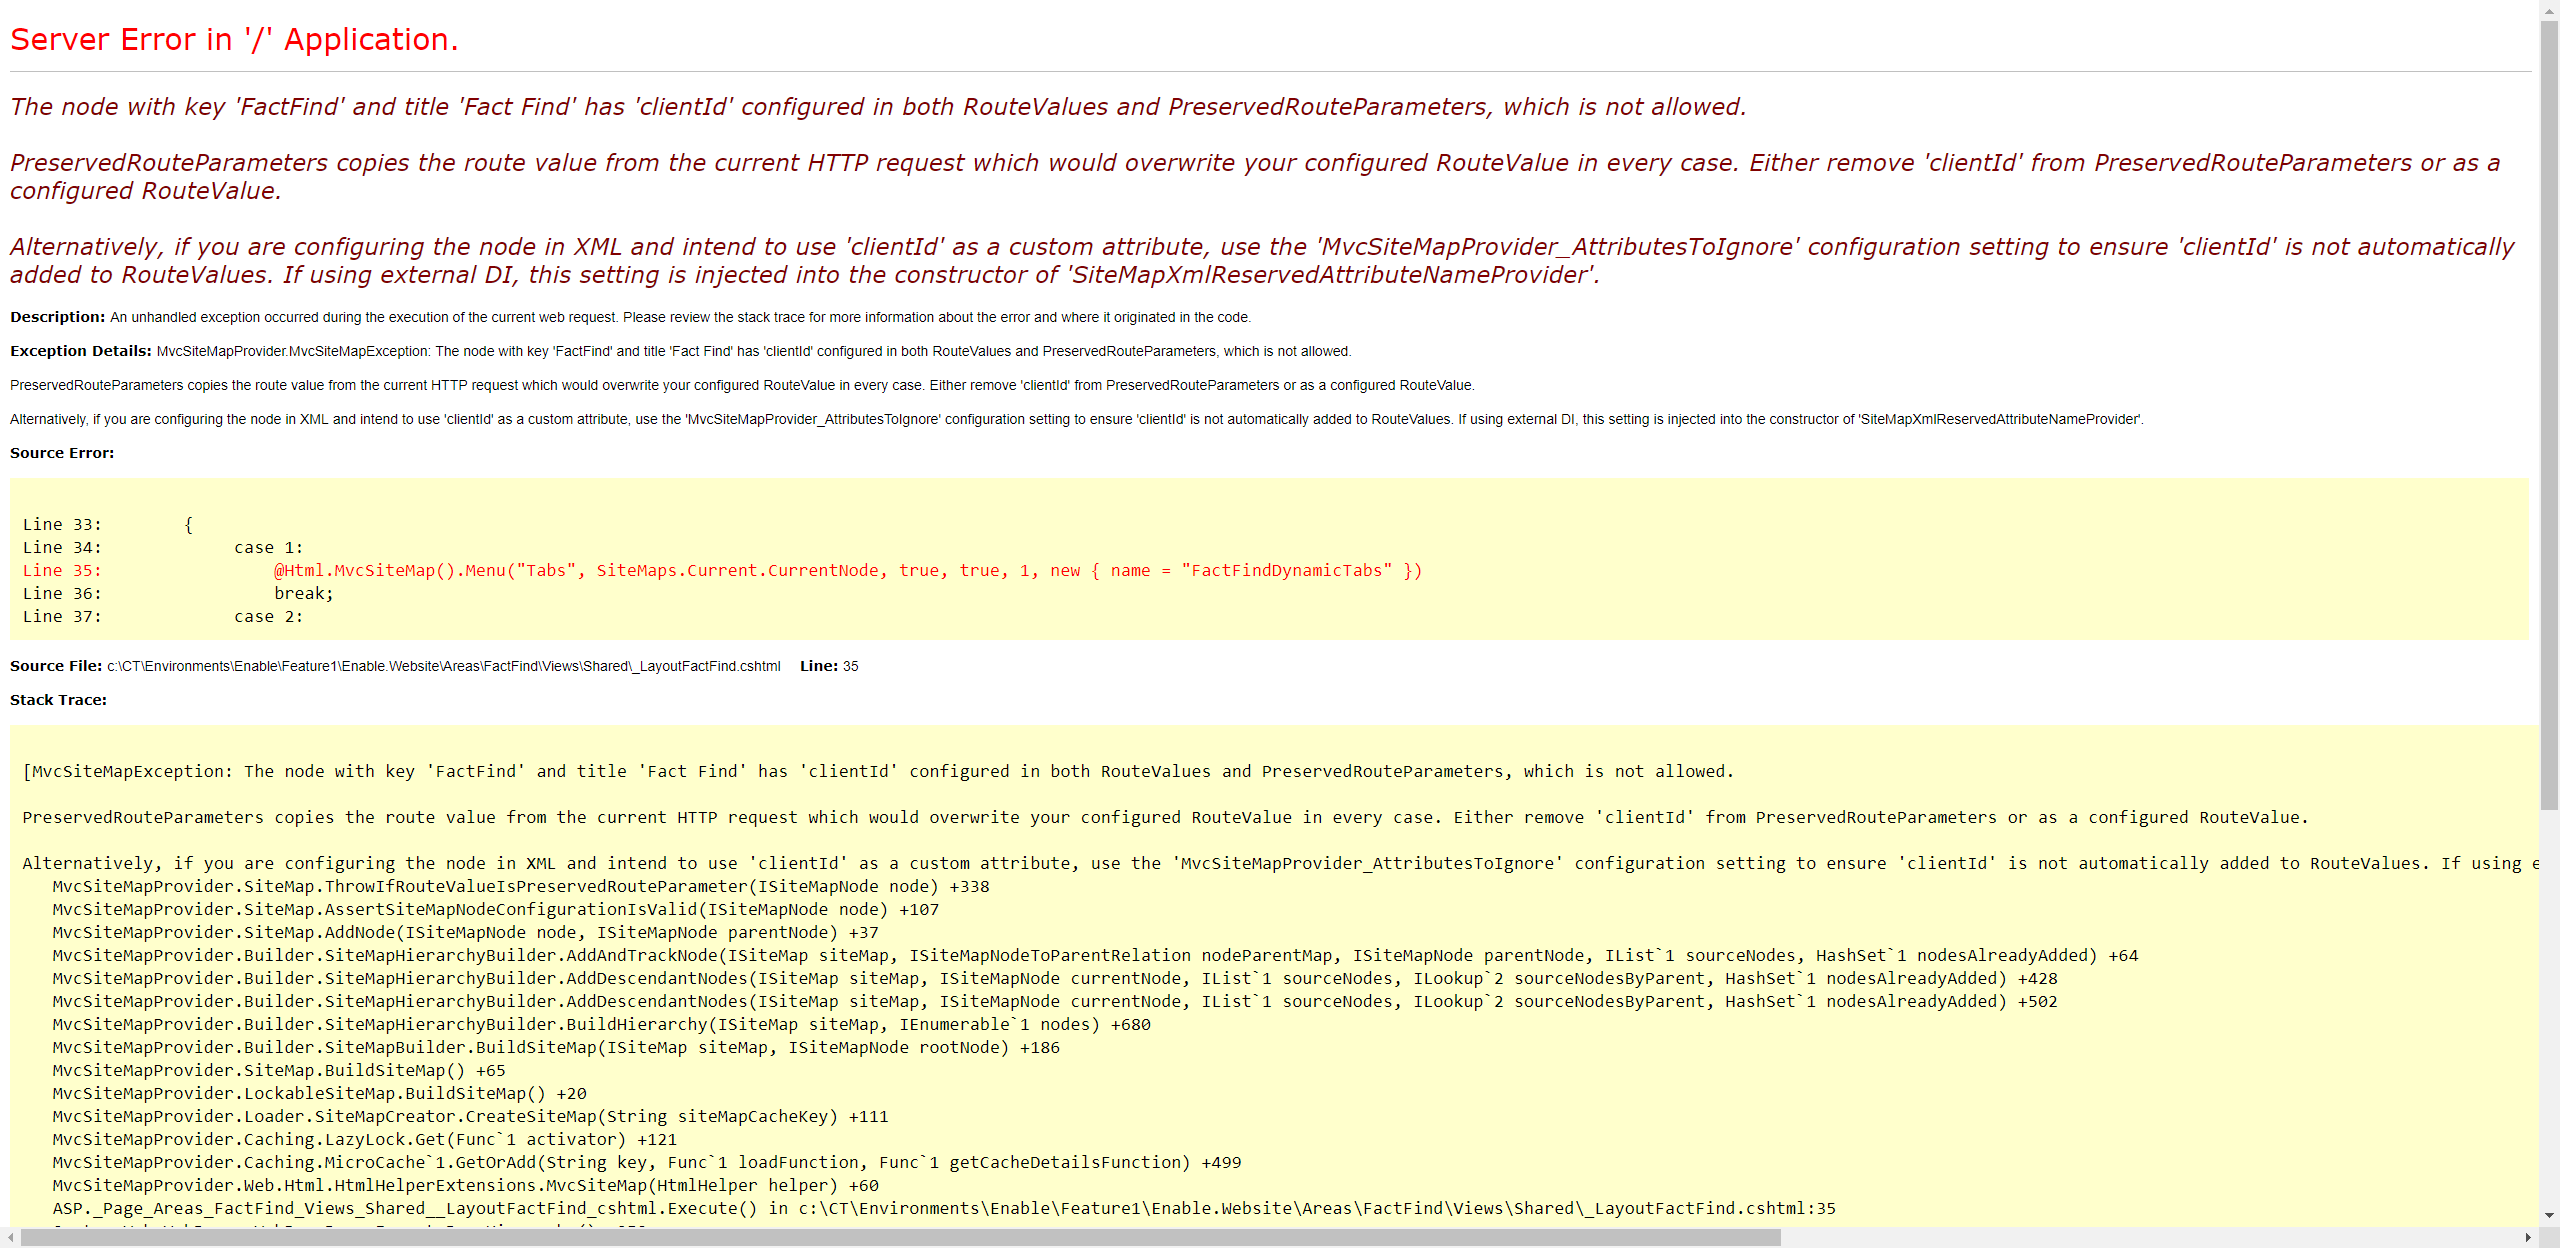 Server Error in '/' Application.
The node with key 'FactFind' and title 'Fact Find' has 'clientId' configured in both RouteValues and PreservedRouteParameters, which is not allowed.
PreservedRouteParameters copies the route value from the current HTTP request which would overwrite your configured RouteValue in every case. Either remove 'clientId' from PreservedRouteParameters or as a
configured RouteValue.
Alternatively, if you are configuring the node in XML and intend to use 'clientId' as a custom attribute, use the 'MvcSiteMapProvider_AttributesToIgnore' configuration setting to ensure 'clientId' is not automatically
added to RouteValues. If using external DI, this setting is injected into the constructor of 'SiteMapXmlReservedAttributeNameProvider'.
Description: An unhandled exception occurred during the execution of the current web request. Please review the stack trace for more information about the error and where it originated in the code.
Exception Details: MvcSiteMapProvider.MvcSiteMapException: The node with key 'FactFind' and title 'Fact Find' has 'clientId' configured in both RouteValues and PreservedRouteParameters, which is not allowed.
PreservedRouteParameters copies the route value from the current HTTP request which would overwrite your configured RouteValue in every case. Either remove 'clientId' from PreservedRouteParameters or as a configured RouteValue.
Alternatively, if you are configuring the node in XML and intend to use 'clientId' as a custom attribute, use the 'MvcSiteMapProvider_AttributesToIgnore' configuration setting to ensure 'clientId' is not automatically added to RouteValues. If using external DI, this setting is injected into the constructor of 'SiteMapXmlReservedAttributeNameProvider'.
Source Error:
Line 33:        {
Line 34:             case 1:
Line 35:                 @Html.MvcSiteMap().Menu("Tabs", SiteMaps.Current.CurrentNode, true, true, 1, new { name = "FactFindDynamicTabs" })
Line 36:                 break;
Line 37:             case 2:
Source File: c:\CT\Environments\Enable\Feature1\Enable.Website\Areas\FactFind\Views\Shared\_LayoutFactFind.cshtml    Line: 35
Stack Trace:
[MvcSiteMapException: The node with key 'FactFind' and title 'Fact Find' has 'clientId' configured in both RouteValues and PreservedRouteParameters, which is not allowed.
PreservedRouteParameters copies the route value from the current HTTP request which would overwrite your configured RouteValue in every case. Either remove 'clientId' from PreservedRouteParameters or as a configured RouteValue.
Alternatively, if you are configuring the node in XML and intend to use 'clientId' as a custom attribute, use the 'MvcSiteMapProvider_AttributesToIgnore' configuration setting to ensure 'clientId' is not automatically added to RouteValues. If using
   MvcSiteMapProvider.SiteMap.ThrowIfRouteValueIsPreservedRouteParameter(ISiteMapNode node) +338
   MvcSiteMapProvider.SiteMap.AssertSiteMapNodeConfigurationIsValid(ISiteMapNode node) +107
   MvcSiteMapProvider.SiteMap.AddNode(ISiteMapNode node, ISiteMapNode parentNode) +37
   MvcSiteMapProvider.Builder.SiteMapHierarchyBuilder.AddAndTrackNode(ISiteMap siteMap, ISiteMapNodeToParentRelation nodeParentMap, ISiteMapNode parentNode, IList`1 sourceNodes, HashSet`1 nodesAlreadyAdded) +64
   MvcSiteMapProvider.Builder.SiteMapHierarchyBuilder.AddDescendantNodes(ISiteMap siteMap, ISiteMapNode currentNode, IList`1 sourceNodes, ILookup`2 sourceNodesByParent, HashSet`1 nodesAlreadyAdded) +428
   MvcSiteMapProvider.Builder.SiteMapHierarchyBuilder.AddDescendantNodes(ISiteMap siteMap, ISiteMapNode currentNode, IList`1 sourceNodes, ILookup`2 sourceNodesByParent, HashSet`1 nodesAlreadyAdded) +502
   MvcSiteMapProvider.Builder.SiteMapHierarchyBuilder.BuildHierarchy(ISiteMap siteMap, IEnumerable`1 nodes) +680
   MvcSiteMapProvider.Builder.SiteMapBuilder.BuildSiteMap(ISiteMap siteMap, ISiteMapNode rootNode) +186
   MvcSiteMapProvider.SiteMap.BuildSiteMap() +65
   MvcSiteMapProvider.LockableSiteMap.BuildSiteMap() +20
   MvcSiteMapProvider.Loader.SiteMapCreator.CreateSiteMap(String siteMapCacheKey) +111
   MvcSiteMapProvider.Caching.LazyLock.Get(Func`1 activator) +121
   MvcSiteMapProvider.Caching.MicroCache`1.GetOrAdd(String key, Func`1 loadFunction, Func`1 getCacheDetailsFunction) +499
   MvcSiteMapProvider.Web.Html.HtmlHelperExtensions.MvcSiteMap(HtmlHelper helper) +60
   ASP._Page_Areas_FactFind_Views_Shared__LayoutFactFind_cshtml.Execute() in c:\CT\Environments\Enable\Feature1\Enable.Website\Areas\FactFind\Views\Shared\_LayoutFactFind.cshtml:35